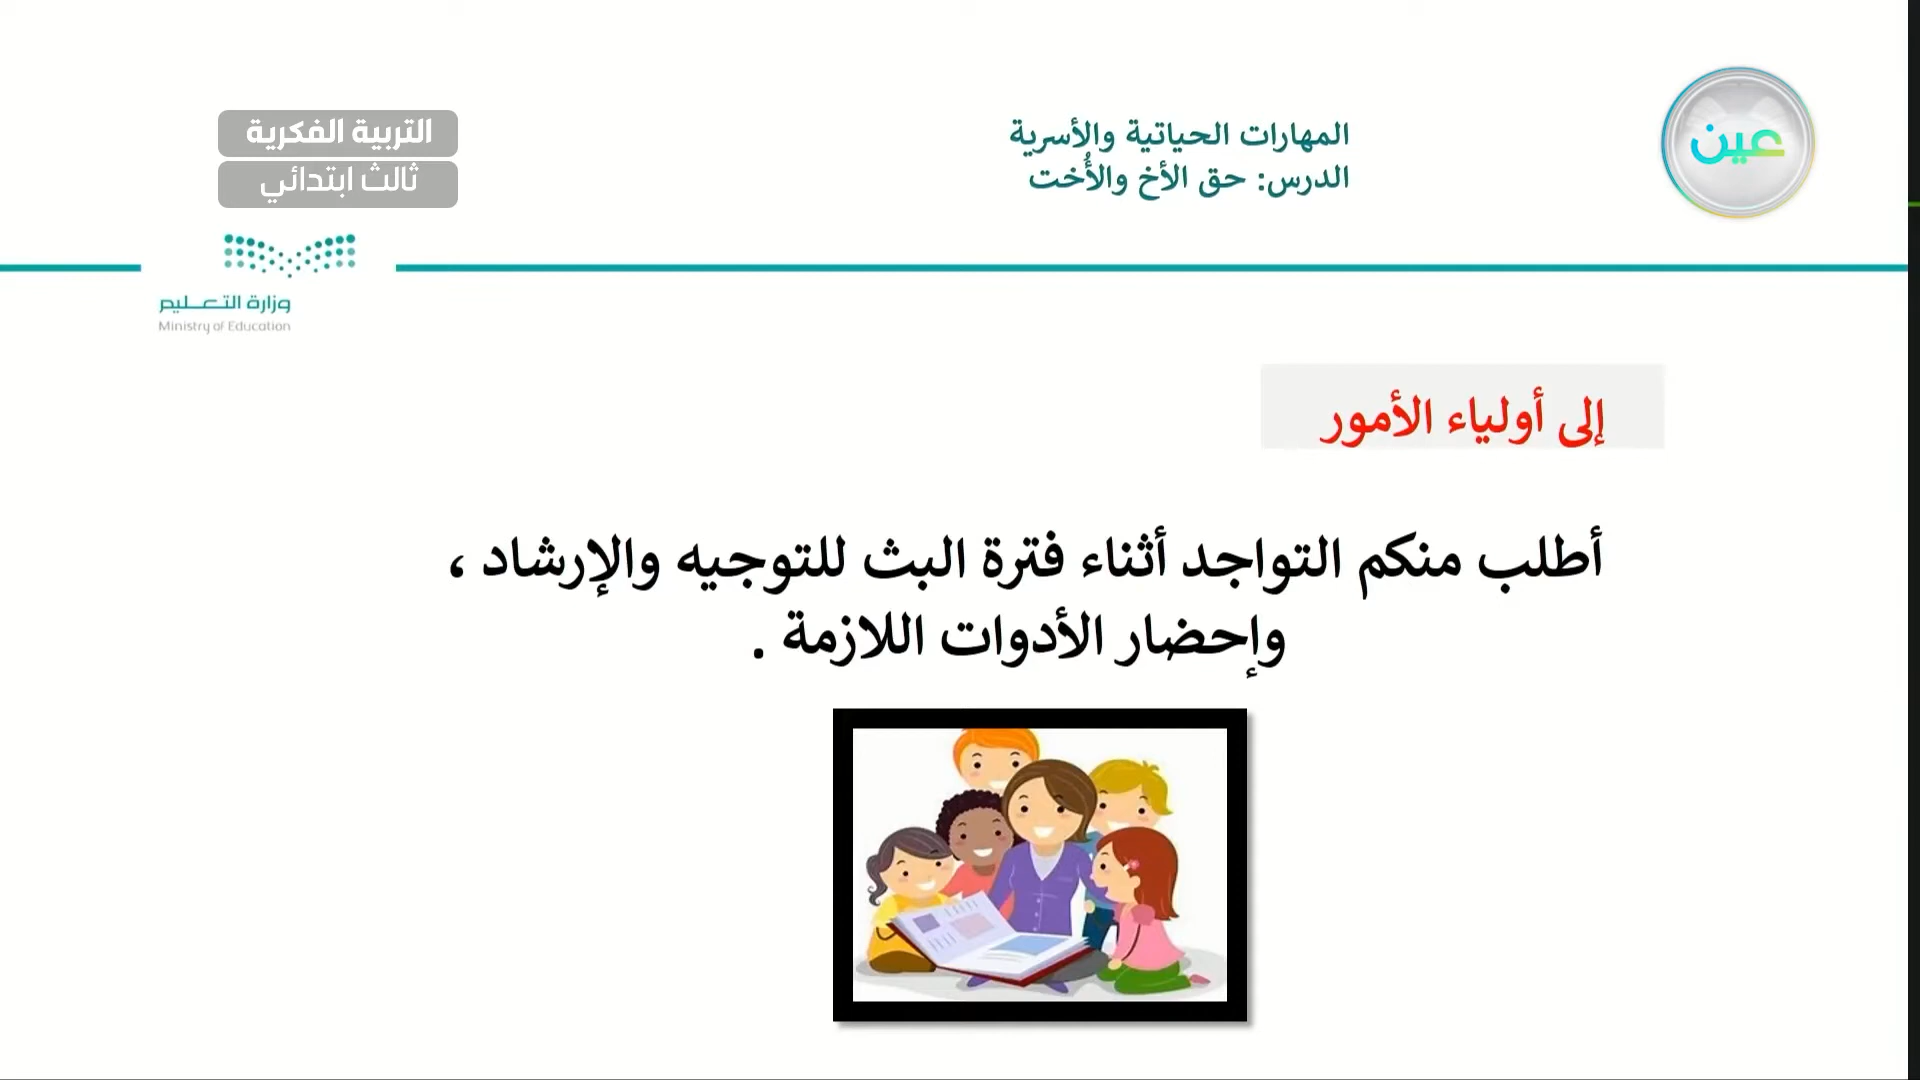 عين
المهارات الحياتية والأسرية
الدرس: حق الأخ والأُخت
التربية الفكرية
ثالث ابتدائي
وزارة التعـليم
Ministry of Education
إلى أولياء الأمور
أطلب منكم التواجد أثناء فترة البث للتوجيه والإرشاد ،
وإحضار الأدوات اللازمة .